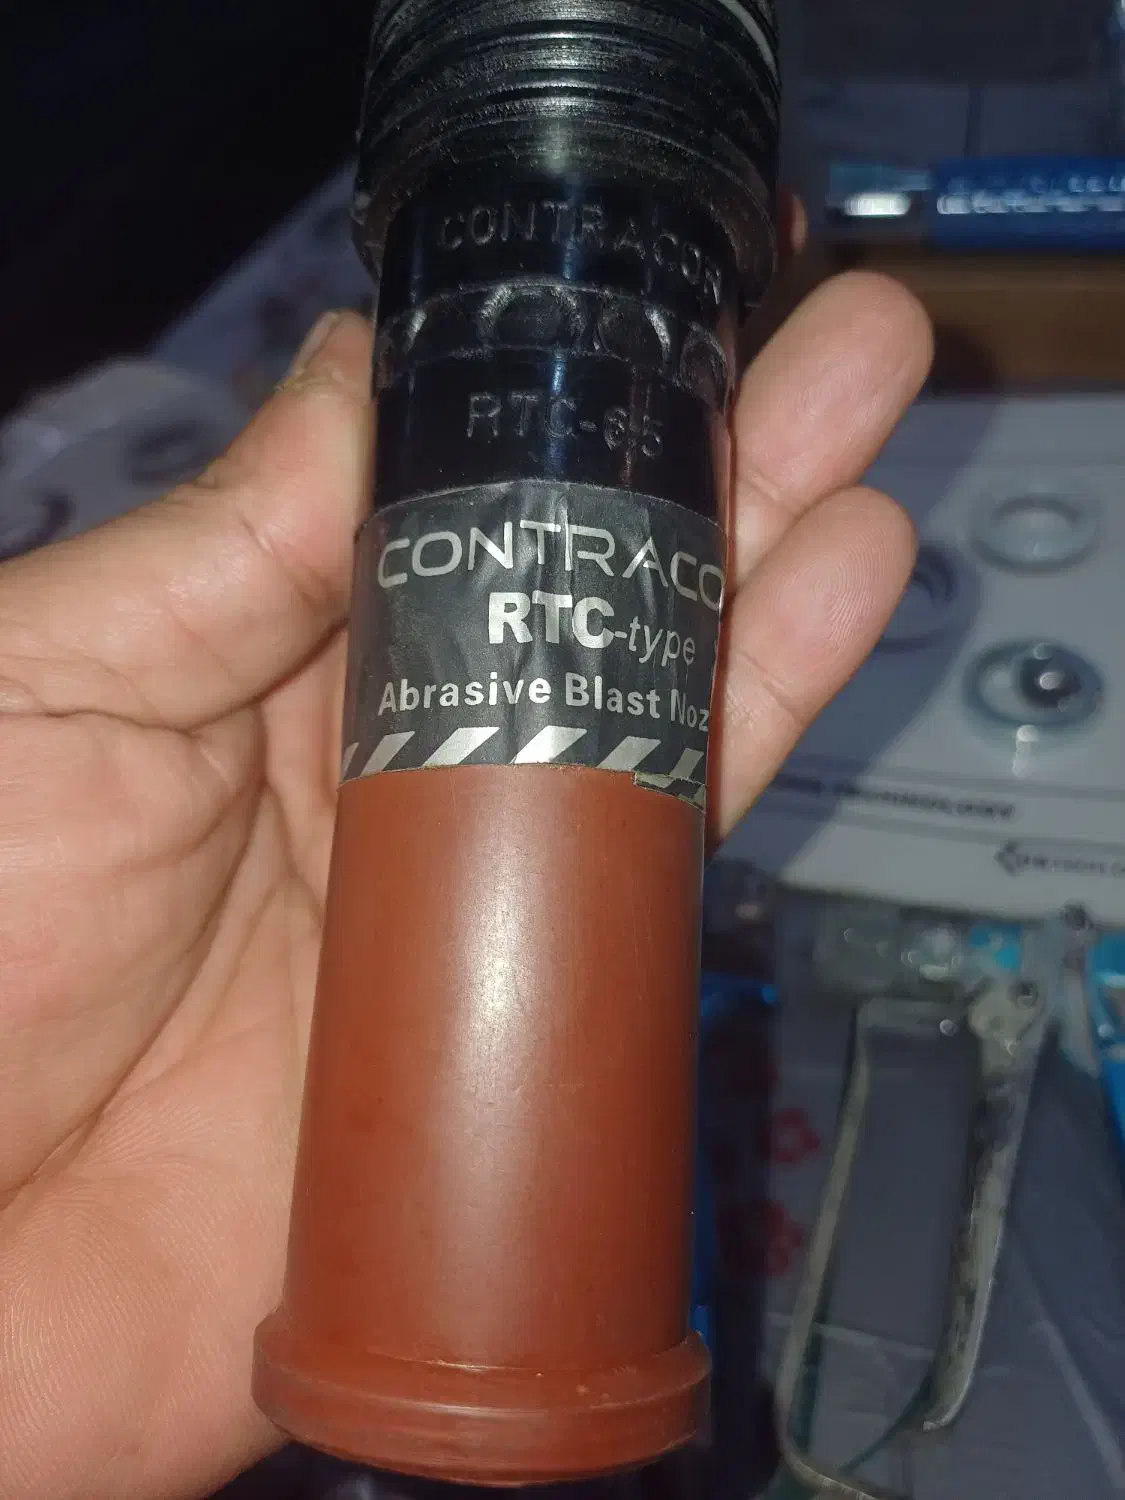 CONTRACOR
RTC-6.5
CONTRACO
RTC-type
Abrasive Blast Noz